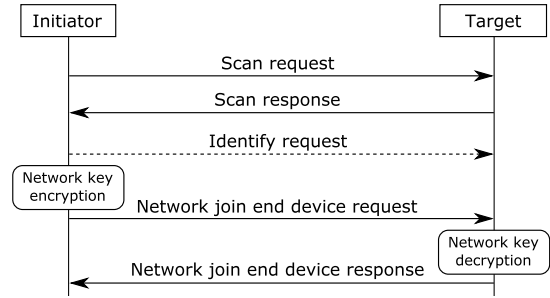 Initiator
Target
Scan request
Scan response
Identify request
Network key
encryption
Network join end device request
Network key
decryption
Network join end device response